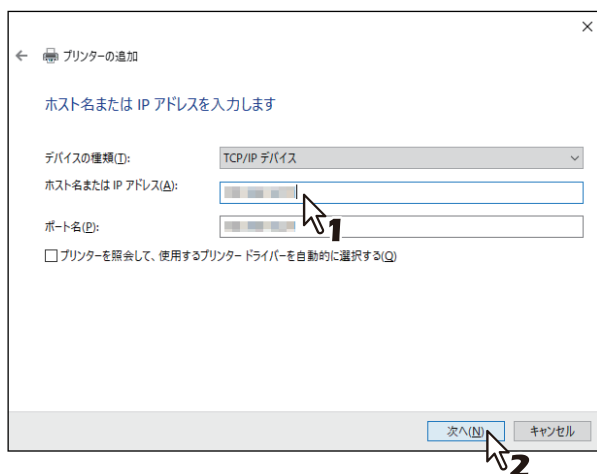 プリンターの追加
ホスト名または IP アドレスを入力します
デバイスの種類(T): TCP/IP デバイス
ホスト名または IP アドレス(A):
1
ポート名(P):
プリンターを照会して、使用するプリンター ドライバーを自動的に選択する(Q)
次へ(N) キャンセル
2